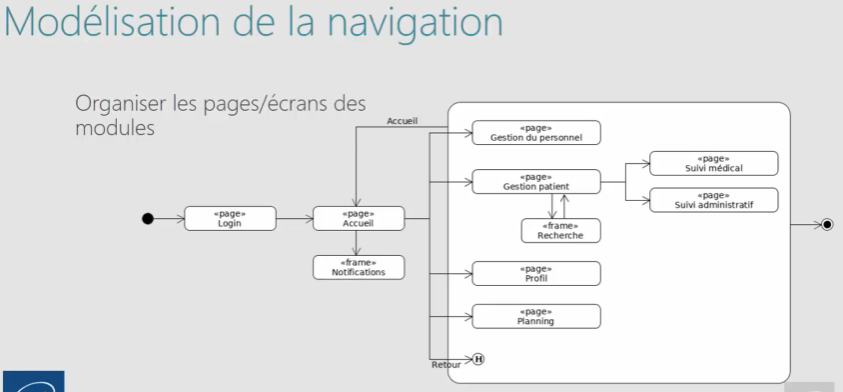 Modélisation de la navigation
Organiser les pages/écrans des
modules
Accueil
«page»
Gestion du personnel
«page»
Suivi médical
«page»
Gestion patient
«page»
Suivi administratif
«page»
Login
«page»
Accueil
«frame»
Recherche
«frame»
Notifications
«page»
Profil
«page»
Planning
Retour
H